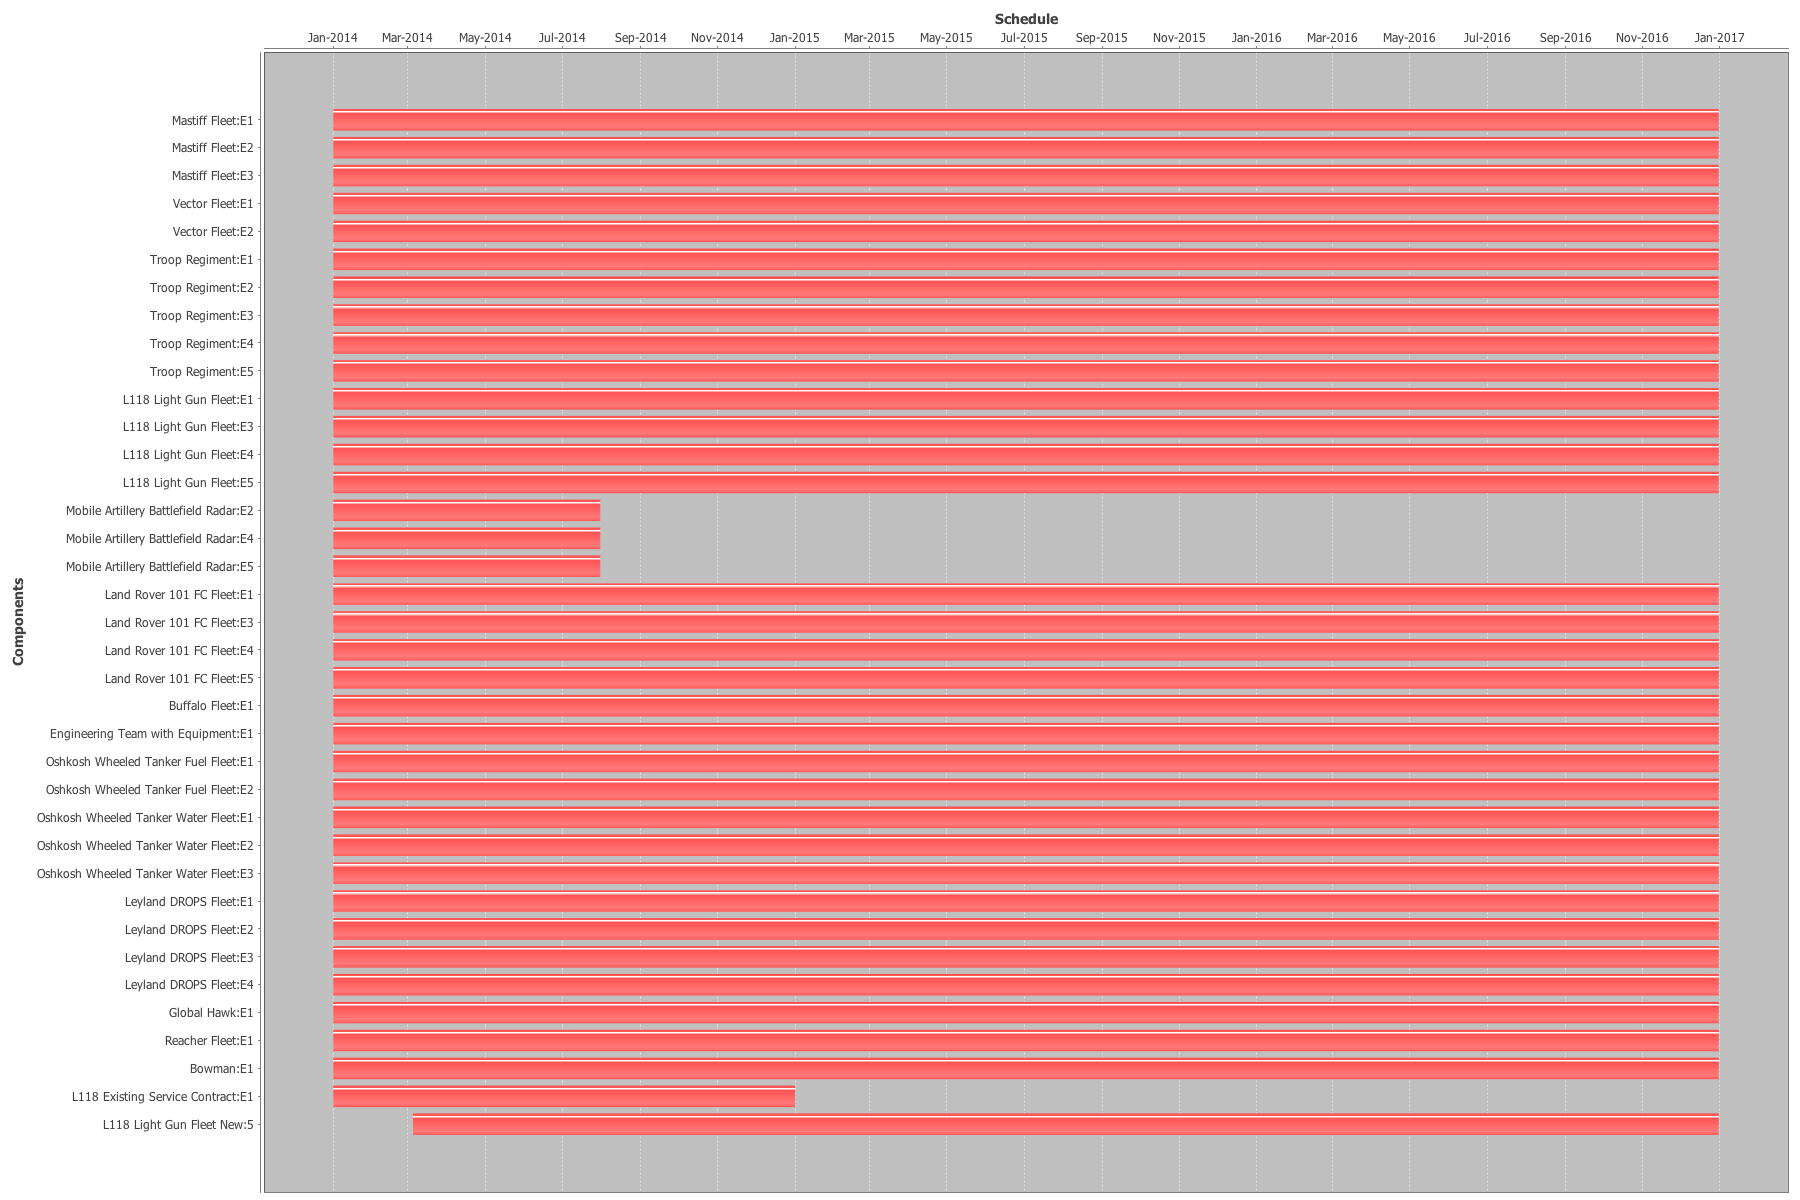 Schedule
Jan-2014 Mar-2014 May-2014 Jul-2014 Sep-2014 Nov-2014 Jan-2015 Mar-2015 May-2015 Jul-2015 Sep-2015 Nov-2015 Jan-2016 Mar-2016 May-2016 Jul-2016 Sep-2016 Nov-2016 Jan-2017
Components
Mastiff Fleet:E1
Mastiff Fleet:E2
Mastiff Fleet:E3
Vector Fleet:E1
Vector Fleet:E2
Troop Regiment:E1
Troop Regiment:E2
Troop Regiment:E3
Troop Regiment:E4
Troop Regiment:E5
L118 Light Gun Fleet:E1
L118 Light Gun Fleet:E3
L118 Light Gun Fleet:E4
L118 Light Gun Fleet:E5
Mobile Artillery Battlefield Radar:E2
Mobile Artillery Battlefield Radar:E4
Mobile Artillery Battlefield Radar:E5
Land Rover 101 FC Fleet:E1
Land Rover 101 FC Fleet:E3
Land Rover 101 FC Fleet:E4
Land Rover 101 FC Fleet:E5
Buffalo Fleet:E1
Engineering Team with Equipment:E1
Oshkosh Wheeled Tanker Fuel Fleet:E1
Oshkosh Wheeled Tanker Fuel Fleet:E2
Oshkosh Wheeled Tanker Water Fleet:E1
Oshkosh Wheeled Tanker Water Fleet:E2
Oshkosh Wheeled Tanker Water Fleet:E3
Leyland DROPS Fleet:E1
Leyland DROPS Fleet:E2
Leyland DROPS Fleet:E3
Leyland DROPS Fleet:E4
Global Hawk:E1
Reacher Fleet:E1
Bowman:E1
L118 Existing Service Contract:E1
L118 Light Gun Fleet New:5